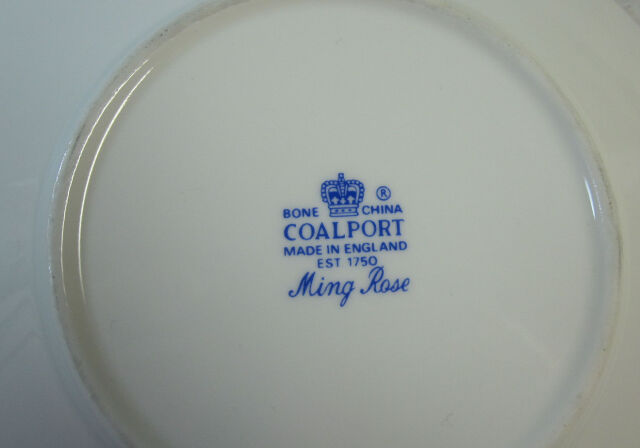 ®
BONE CHINA
COALPORT
MADE IN ENGLAND
EST 1750
Ming Rose